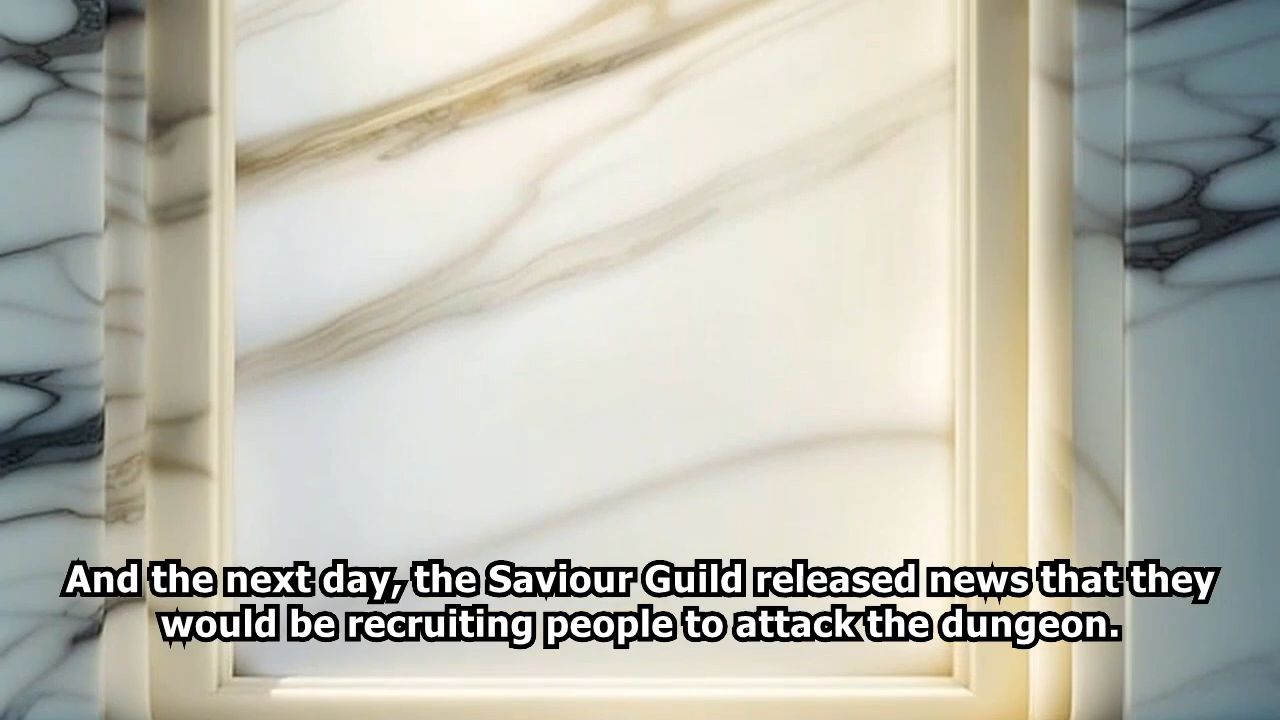 And the next day, the Saviour Guild released news that they
would be recruiting people to attack the dungeon.